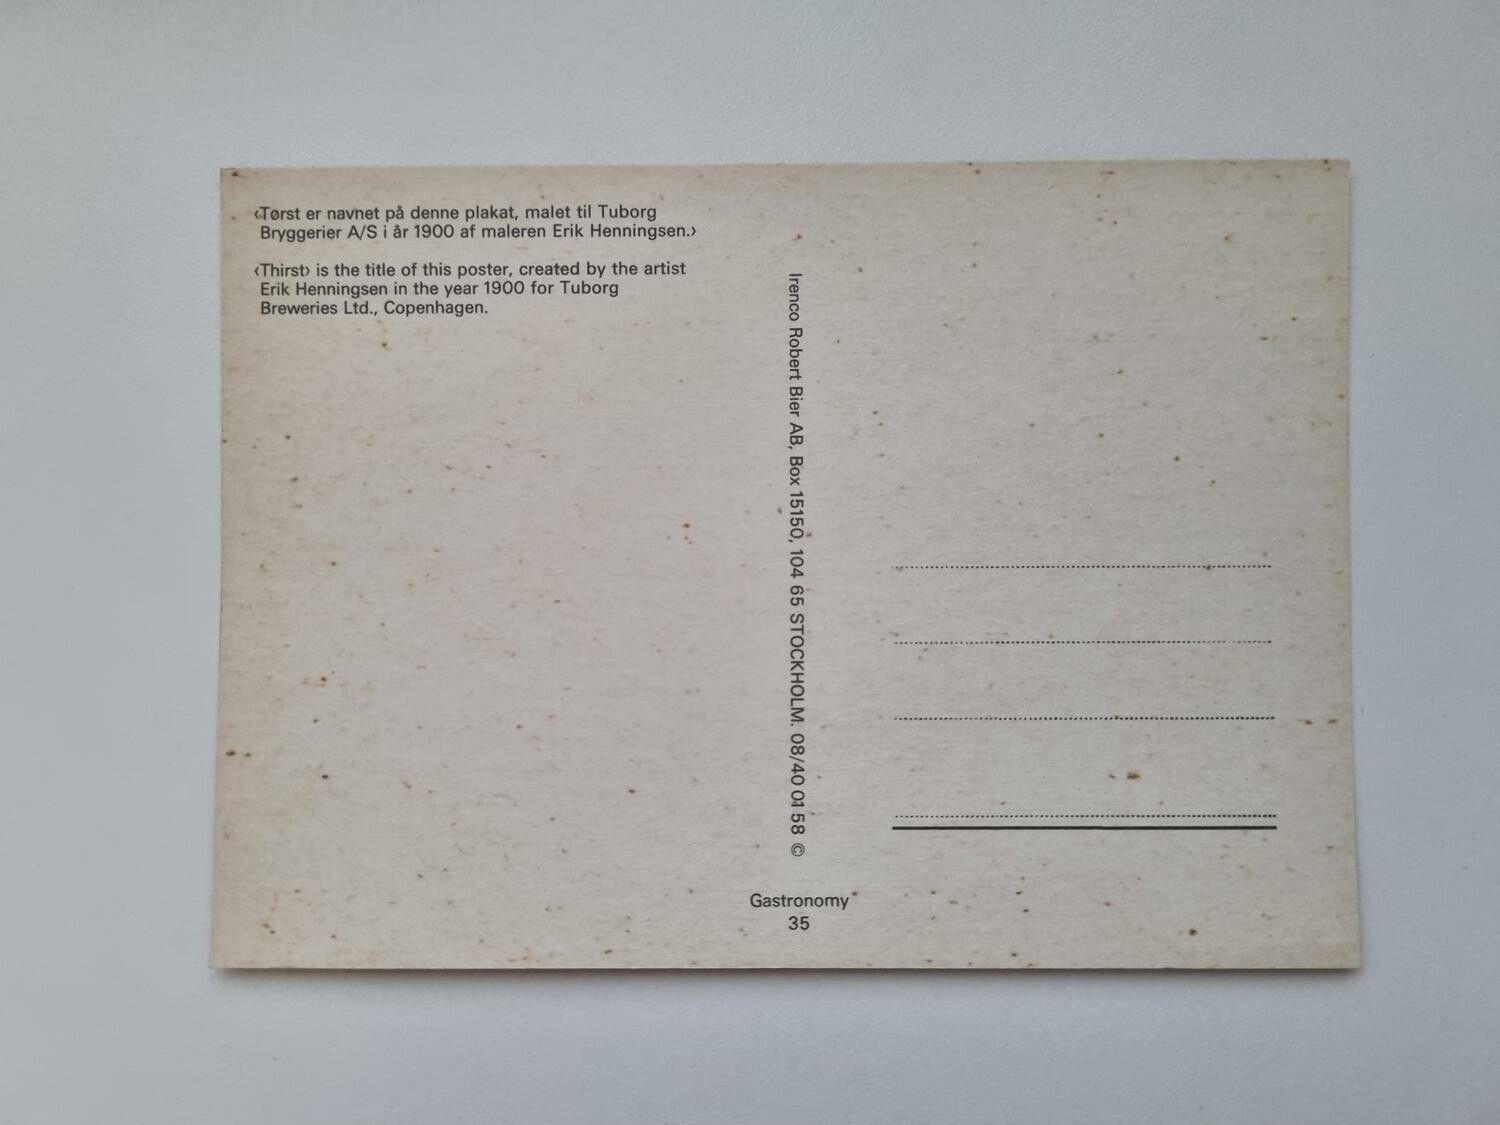 ‹Tørst er navnet på denne plakat, malet til Tuborg
Bryggerier A/S i år 1900 af maleren Erik Henningsen.›
‹Thirst› is the title of this poster, created by the artist
Erik Henningsen in the year 1900 for Tuborg
Breweries Ltd., Copenhagen.
Irenco Robert Bier AB, Box 15150, 104 65 STOCKHOLM. 08/40 01 58 ©
Gastronomy
35